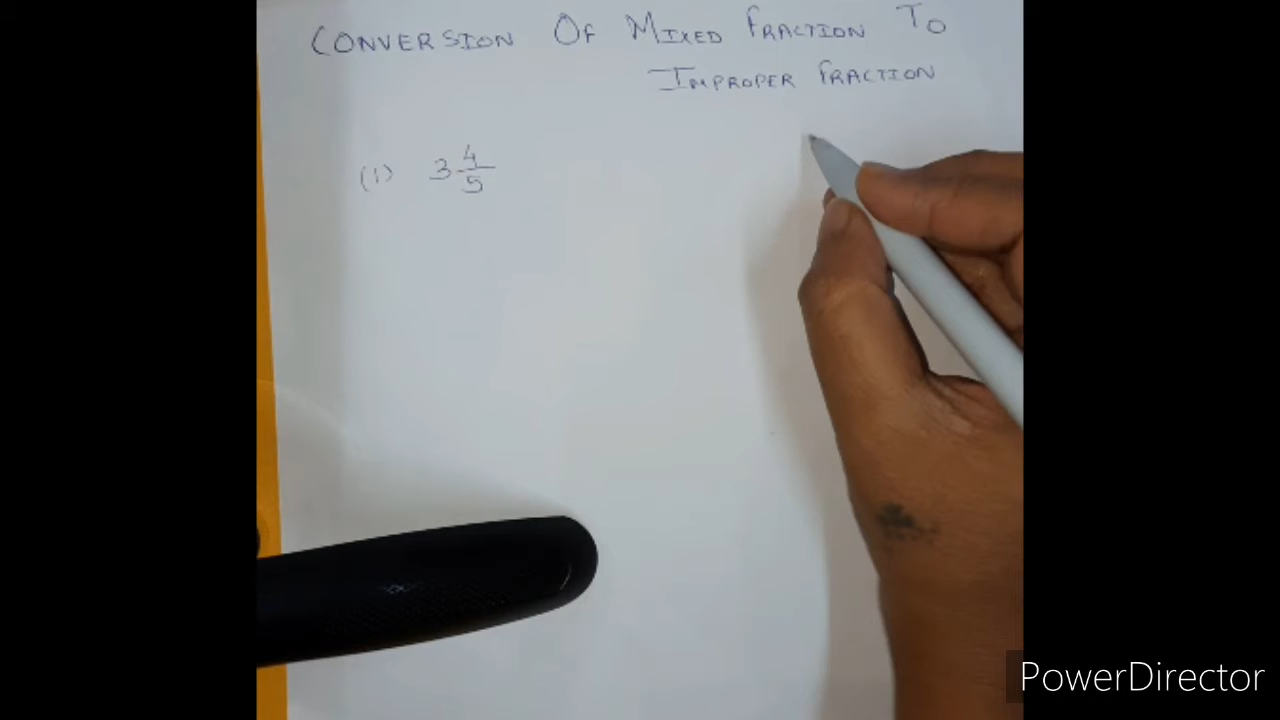 CONVERSION OF MIXED FRACTION TO
IMPROPER FRACTION
(1) 3 4/5
PowerDirector